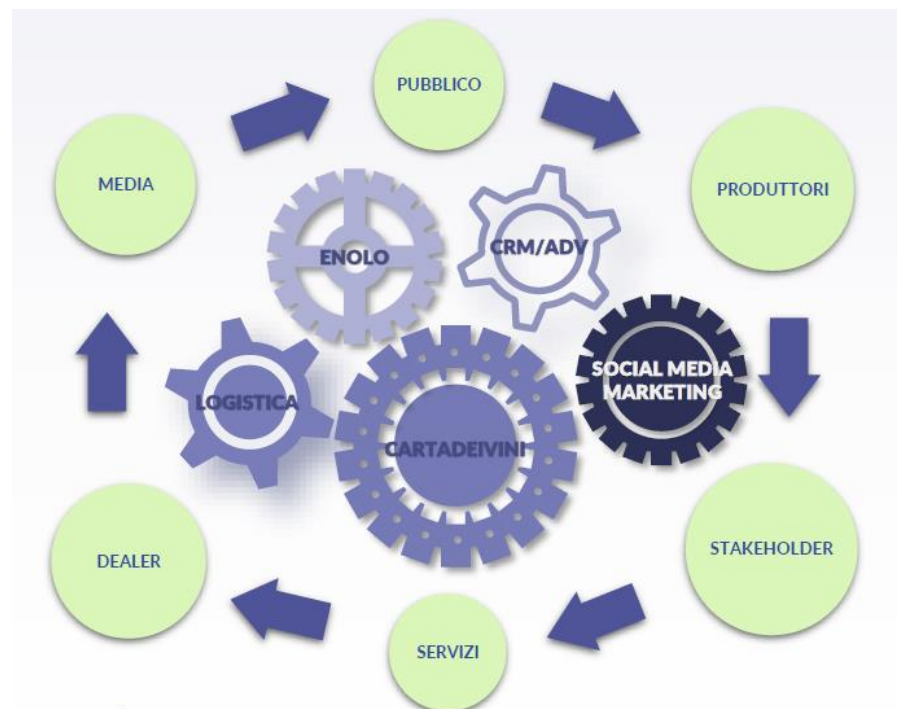 PUBBLICO
MEDIA
PRODUTTORI
ENOLO
CRM/ADV
SOCIAL MEDIA
MARKETING
LOGISTICA
CARTADEIVINI
DEALER
STAKEHOLDER
SERVIZI